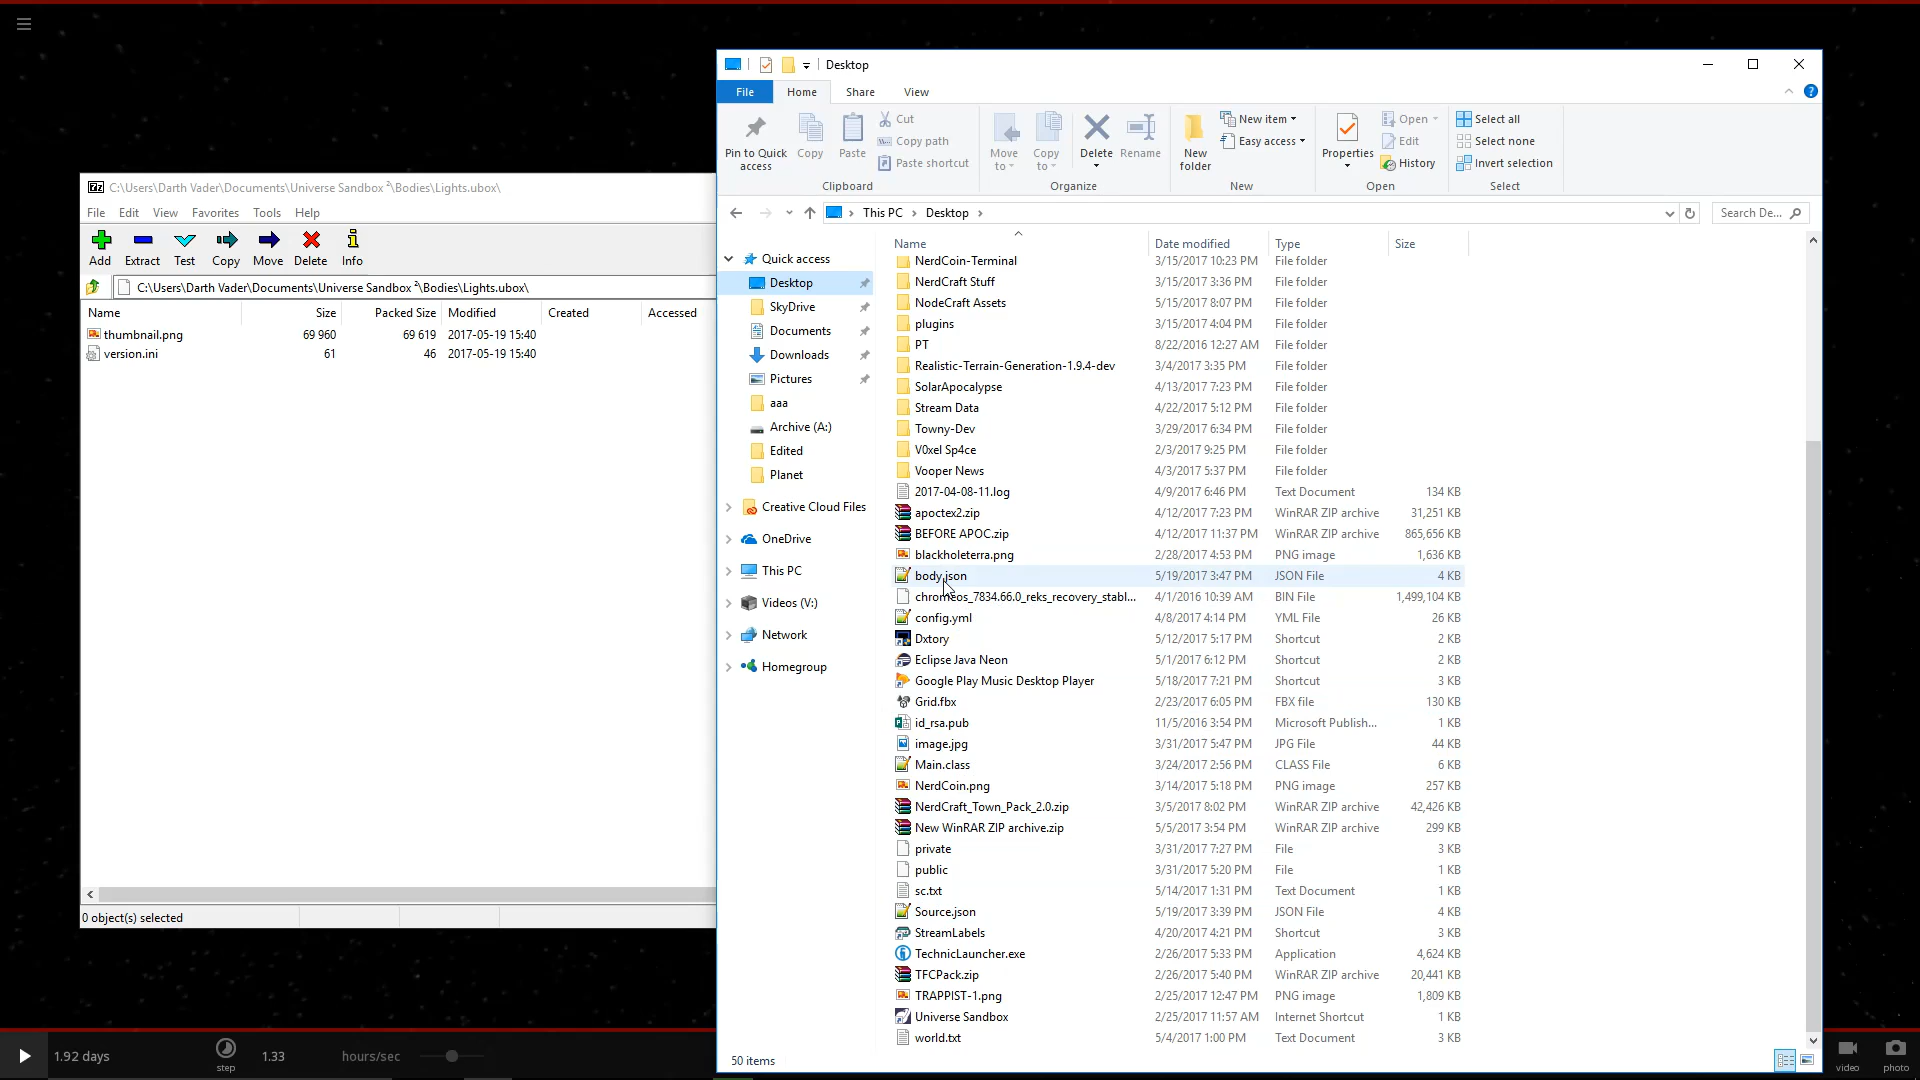 C:\Users\Darth Vader\Documents\Universe Sandbox ²\Bodies\Lights.ubox\
File Edit View Favorites Tools Help
Add Extract Test Copy Move Delete Info
C:\Users\Darth Vader\Documents\Universe Sandbox ²\Bodies\Lights.ubox\
Name Size Packed Size Modified Created Accessed
thumbnail.png 69 960 69 619 2017-05-19 15:40
version.ini 61 46 2017-05-19 15:40
0 object(s) selected
Desktop
File Home Share View
Pin to Quick access
Copy
Paste
Cut
Copy path
Paste shortcut
Clipboard
Move to
Copy to
Delete
Rename
Organize
New folder
New item
Easy access
New
Properties
Open
Edit
History
Open
Select all
Select none
Invert selection
Select
This PC > Desktop >
Search De...
Quick access
Desktop
SkyDrive
Documents
Downloads
Pictures
aaa
Archive (A:)
Edited
Planet
Creative Cloud Files
OneDrive
This PC
Videos (V:)
Network
Homegroup
Name Date modified Type Size
NerdCoin-Terminal 3/15/2017 10:23 PM File folder
NerdCraft Stuff 3/15/2017 3:36 PM File folder
NodeCraft Assets 5/15/2017 8:07 PM File folder
plugins 3/15/2017 4:04 PM File folder
PT 8/22/2016 12:27 AM File folder
Realistic-Terrain-Generation-1.9.4-dev 3/4/2017 3:35 PM File folder
SolarApocalypse 4/13/2017 7:23 PM File folder
Stream Data 4/22/2017 5:12 PM File folder
Towny-Dev 3/29/2017 6:34 PM File folder
V0xel Sp4ce 2/3/2017 9:25 PM File folder
Vooper News 4/3/2017 5:37 PM File folder
2017-04-08-11.log 4/9/2017 6:46 PM Text Document 134 KB
apoctex2.zip 4/12/2017 7:23 PM WinRAR ZIP archive 31,251 KB
BEFORE APOC.zip 4/12/2017 11:37 PM WinRAR ZIP archive 865,656 KB
blackholeterra.png 2/28/2017 4:53 PM PNG image 1,636 KB
body.json 5/19/2017 3:47 PM JSON File 4 KB
chromeos_7834.66.0_reks_recovery_stabl... 4/1/2016 10:39 AM BIN File 1,499,104 KB
config.yml 4/8/2017 4:14 PM YML File 26 KB
Dxtory 5/12/2017 5:17 PM Shortcut 2 KB
Eclipse Java Neon 5/1/2017 6:12 PM Shortcut 2 KB
Google Play Music Desktop Player 5/18/2017 7:21 PM Shortcut 3 KB
Grid.fbx 2/23/2017 6:05 PM FBX file 130 KB
id_rsa.pub 11/5/2016 3:54 PM Microsoft Publish... 1 KB
image.jpg 3/31/2017 5:47 PM JPG File 44 KB
Main.class 3/24/2017 2:56 PM CLASS File 6 KB
NerdCoin.png 3/14/2017 5:18 PM PNG image 257 KB
NerdCraft_Town_Pack_2.0.zip 3/5/2017 8:02 PM WinRAR ZIP archive 42,426 KB
New WinRAR ZIP archive.zip 5/5/2017 3:54 PM WinRAR ZIP archive 299 KB
private 3/31/2017 7:27 PM File 3 KB
public 3/31/2017 5:20 PM File 1 KB
sc.txt 5/14/2017 1:31 PM Text Document 1 KB
Source.json 5/19/2017 3:39 PM JSON File 4 KB
StreamLabels 4/20/2017 4:21 PM Shortcut 3 KB
TechnicLauncher.exe 2/26/2017 5:33 PM Application 4,624 KB
TFCPack.zip 2/26/2017 5:40 PM WinRAR ZIP archive 20,441 KB
TRAPPIST-1.png 2/25/2017 12:47 PM PNG image 1,809 KB
Universe Sandbox 2/25/2017 11:57 AM Internet Shortcut 1 KB
world.txt 5/4/2017 1:00 PM Text Document 3 KB
50 items
1.92 days
step
1.33 hours/sec
video
photo